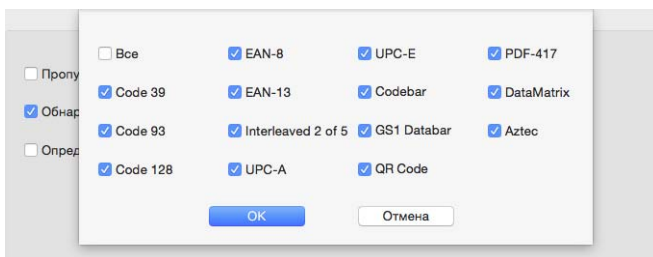 Все EAN-8 UPC-E PDF-417
Пропу
Code 39 EAN-13 Codebar DataMatrix
Обнар
Code 93 Interleaved 2 of 5 GS1 Databar Aztec
Опред
Code 128 UPC-A QR Code
OK Отмена